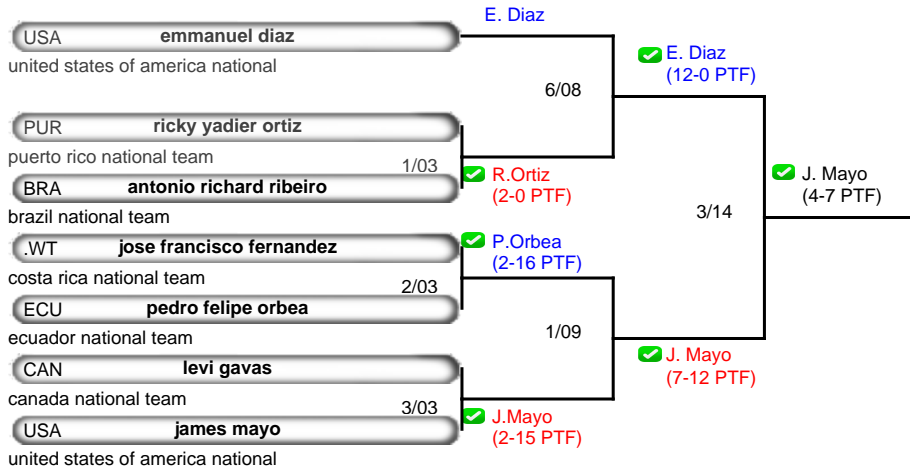 E. Diaz
USA emmanuel diaz
united states of america national
E. Diaz
(12-0 PTF)
6/08
PUR ricky yadier ortiz
puerto rico national team
1/03
R.Ortiz
(2-0 PTF)
BRA antonio richard ribeiro
brazil national team
J. Mayo
(4-7 PTF)
3/14
.WT jose francisco fernandez
costa rica national team
P.Orbea
(2-16 PTF)
2/03
ECU pedro felipe orbea
ecuador national team
1/09
J. Mayo
(7-12 PTF)
CAN levi gavas
canada national team
3/03
J.Mayo
(2-15 PTF)
USA james mayo
united states of america national